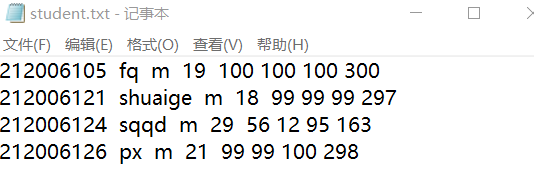 student.txt - 记事本
文件(F) 编辑(E) 格式(O) 查看(V) 帮助(H)
212006105 fq m 19 100 100 100 300
212006121 shuaige m 18 99 99 99 297
212006124 sqqd m 29 56 12 95 163
212006126 px m 21 99 99 100 298